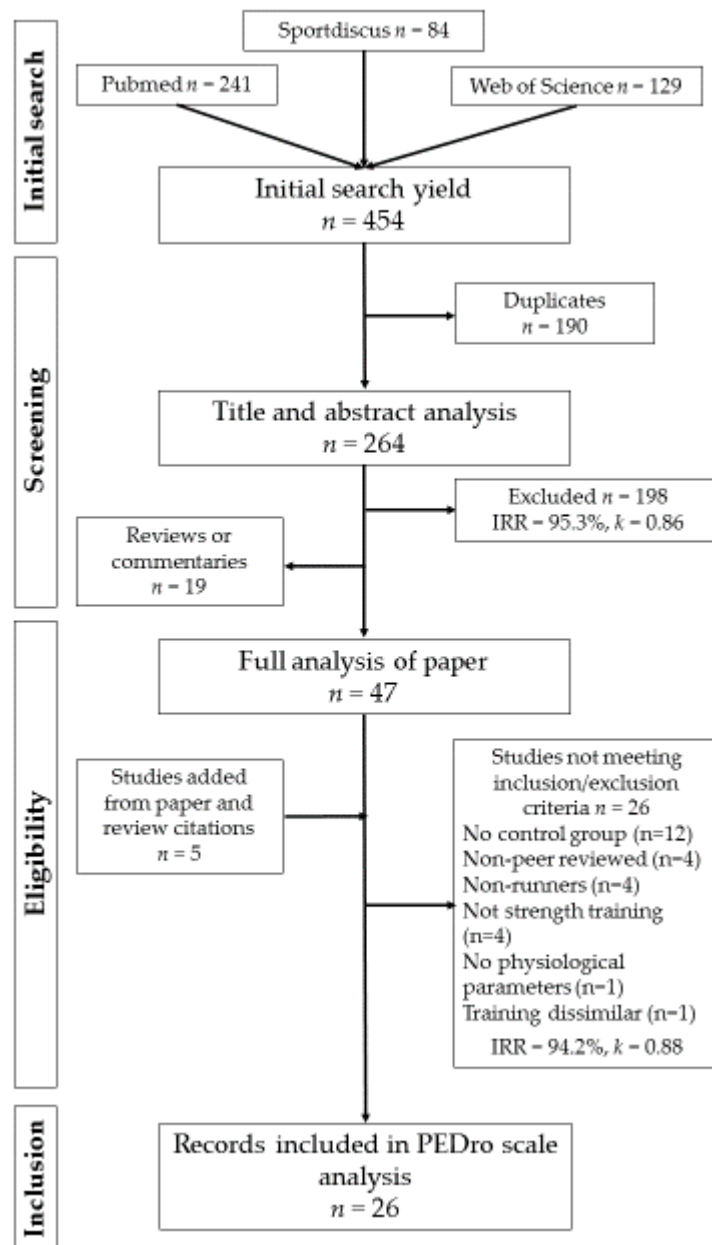 Initial search
Sportdiscus n = 84
Pubmed n = 241
Web of Science n = 129
Initial search yield
n = 454
Screening
Duplicates
n = 190
Title and abstract analysis
n = 264
Excluded n = 198
IRR = 95.3%, k = 0.86
Reviews or
commentaries
n = 19
Eligibility
Full analysis of paper
n = 47
Studies added
from paper and
review citations
n = 5
Studies not meeting
inclusion/exclusion
criteria n = 26
No control group (n=12)
Non-peer reviewed (n=4)
Non-runners (n=4)
Not strength training
(n=4)
No physiological
parameters (n=1)
Training dissimilar (n=1)
IRR = 94.2%, k = 0.88
Inclusion
Records included in PEDro scale
analysis
n = 26